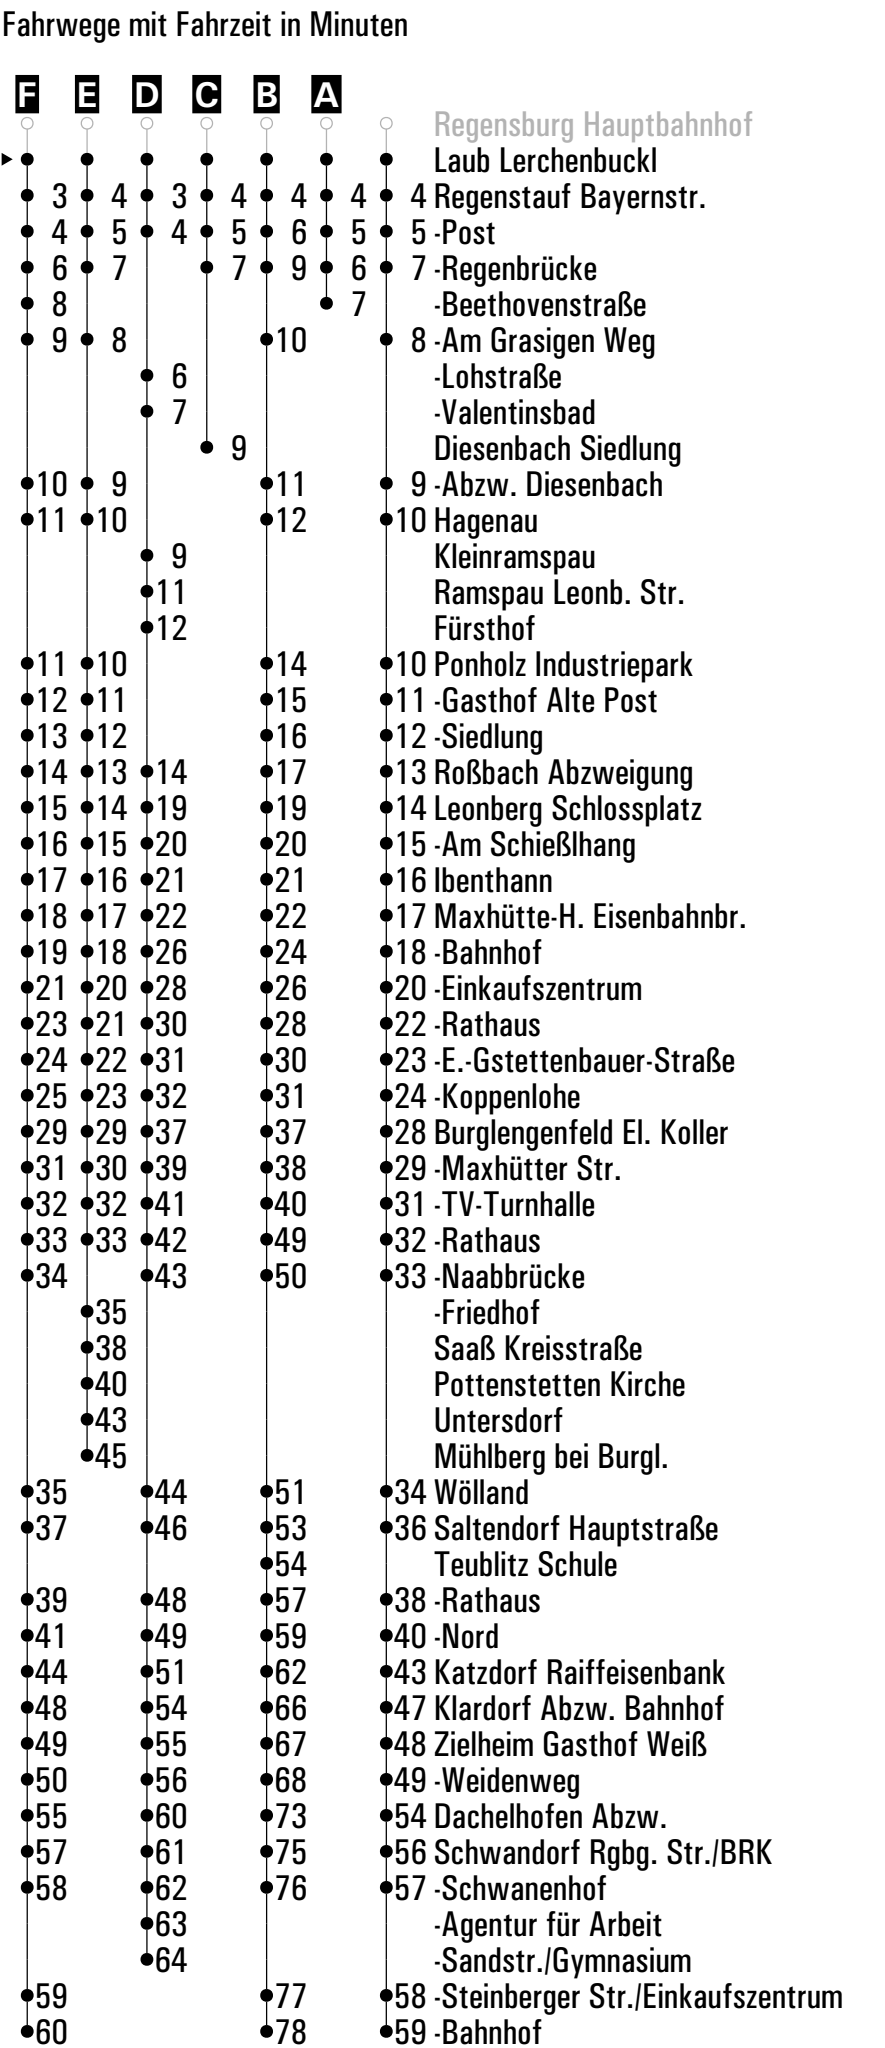 Fahrwege mit Fahrzeit in Minuten
F E D C B A
Regensburg Hauptbahnhof
Laub Lerchenbuckl
3 4 3 4 4 4 4 Regenstauf Bayernstr.
4 5 4 5 6 5 5 -Post
6 7 7 9 6 7 -Regenbrücke
8 7 -Beethovenstraße
9 8 10 8 -Am Grasigen Weg
6 -Lohstraße
7 -Valentinsbad
9 Diesenbach Siedlung
10 9 11 9 -Abzw. Diesenbach
11 10 12 10 Hagenau
9 Kleinramspau
11 Ramspau Leonb. Str.
12 Fürsthof
11 10 14 10 Ponholz Industriepark
12 11 15 11 -Gasthof Alte Post
13 12 16 12 -Siedlung
14 13 14 17 13 Roßbach Abzweigung
15 14 19 19 14 Leonberg Schlossplatz
16 15 20 20 15 -Am Schießlhang
17 16 21 21 16 Ibenthann
18 17 22 22 17 Maxhütte-H. Eisenbahnbr.
19 18 26 24 18 -Bahnhof
21 20 28 26 20 -Einkaufszentrum
23 21 30 28 22 -Rathaus
24 22 31 30 23 -E.-Gstettenbauer-Straße
25 23 32 31 24 -Koppenlohe
29 29 37 37 28 Burglengenfeld El. Koller
31 30 39 38 29 -Maxhütter Str.
32 32 41 40 31 -TV-Turnhalle
33 33 42 49 32 -Rathaus
34 43 50 33 -Naabbrücke
35 -Friedhof
38 Saaß Kreisstraße
40 Pottenstetten Kirche
43 Untersdorf
45 Mühlberg bei Burgl.
35 44 51 34 Wölland
37 46 53 36 Saltendorf Hauptstraße
54 Teublitz Schule
39 48 57 38 -Rathaus
41 49 59 40 -Nord
44 51 62 43 Katzdorf Raiffeisenbank
48 54 66 47 Klardorf Abzw. Bahnhof
49 55 67 48 Zielheim Gasthof Weiß
50 56 68 49 -Weidenweg
55 60 73 54 Dachelhofen Abzw.
57 61 75 56 Schwandorf Rgbg. Str./BRK
58 62 76 57 -Schwanenhof
63 -Agentur für Arbeit
64 -Sandstr./Gymnasium
59 77 58 -Steinberger Str./Einkaufszentrum
60 78 59 -Bahnhof